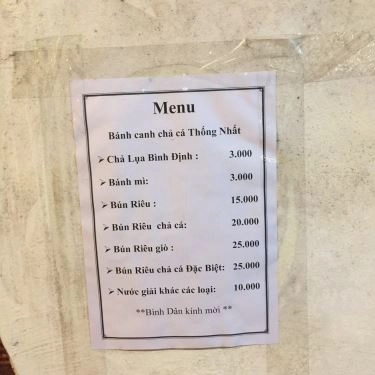 Menu
Bánh canh chả cá Thống Nhất
➢ Chả Lụa Bình Định : 3.000
➢ Bánh mì: 3.000
➢ Bún Riêu : 15.000
➢ Bún Riêu chả cá: 20.000
➢ Bún Riêu giò : 25.000
➢ Bún Riêu chả cá Đặc Biệt: 25.000
➢ Nước giải khác các loại: 10.000
**Bình Dân kính mời **